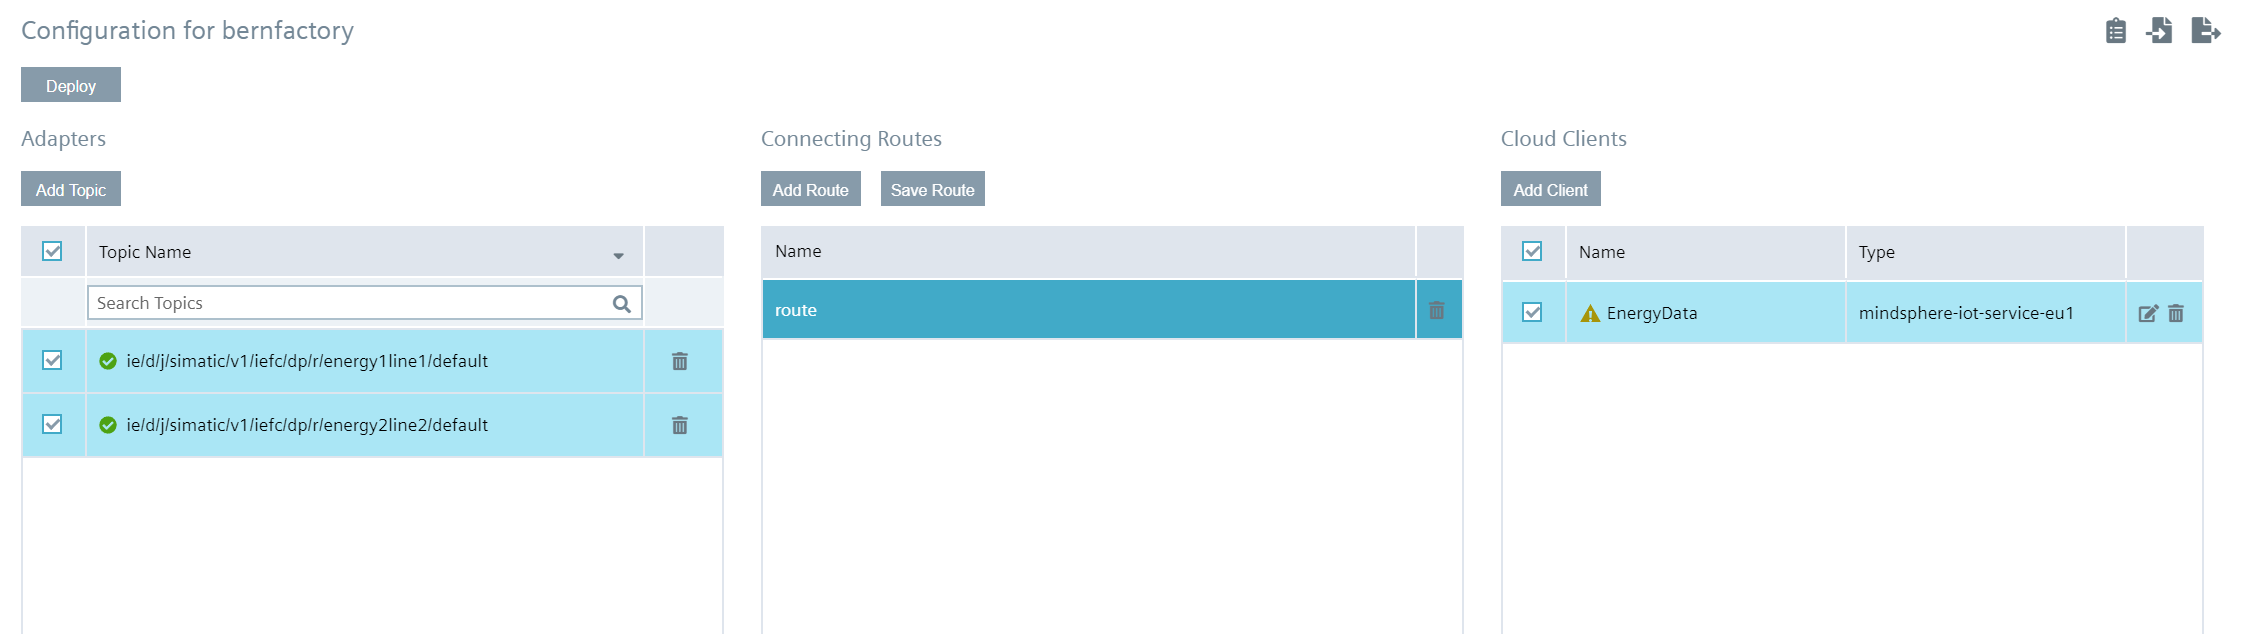 Configuration for bernfactory
Deploy
Adapters
Add Topic
Topic Name
Search Topics
ie/d/j/simatic/v1/iefc/dp/r/energy1line1/default
ie/d/j/simatic/v1/iefc/dp/r/energy2line2/default
Connecting Routes
Add Route Save Route
Name
route
Cloud Clients
Add Client
Name Type
EnergyData mindsphere-iot-service-eu1